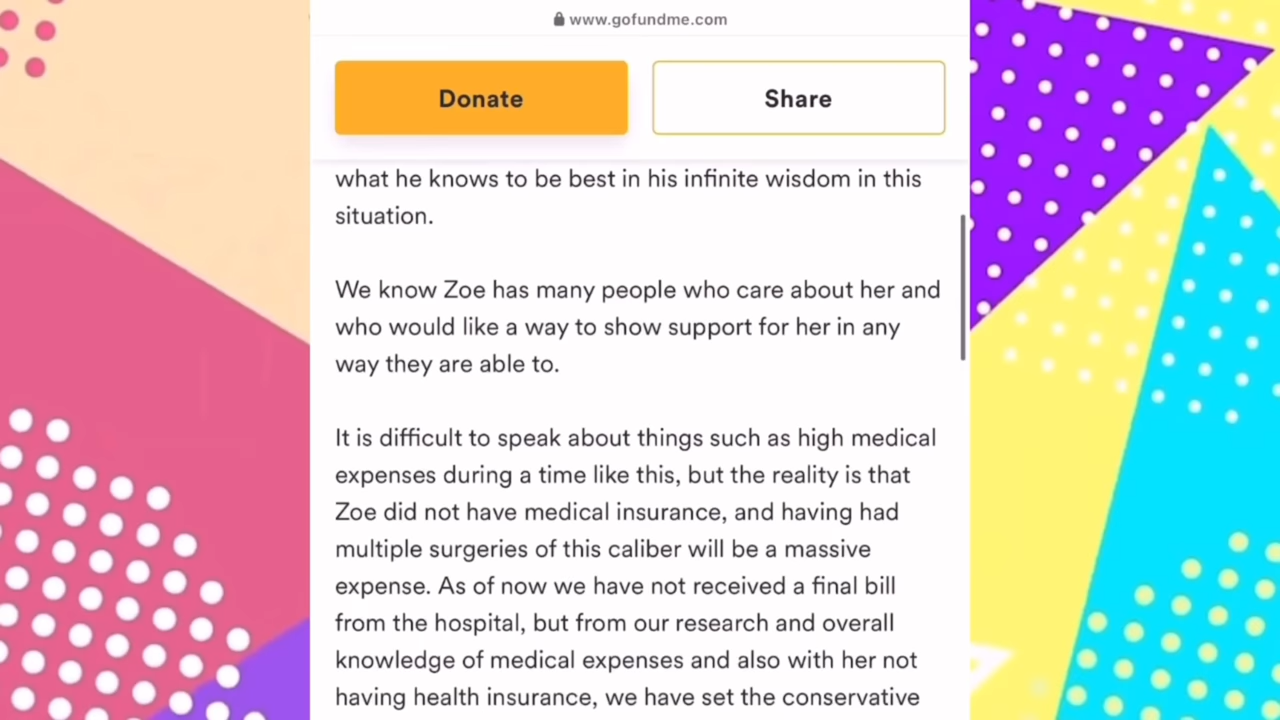 www.gofundme.com
Donate
Share
what he knows to be best in his infinite wisdom in this
situation.
We know Zoe has many people who care about her and
who would like a way to show support for her in any
way they are able to.
It is difficult to speak about things such as high medical
expenses during a time like this, but the reality is that
Zoe did not have medical insurance, and having had
multiple surgeries of this caliber will be a massive
expense. As of now we have not received a final bill
from the hospital, but from our research and overall
knowledge of medical expenses and also with her not
having health insurance, we have set the conservative